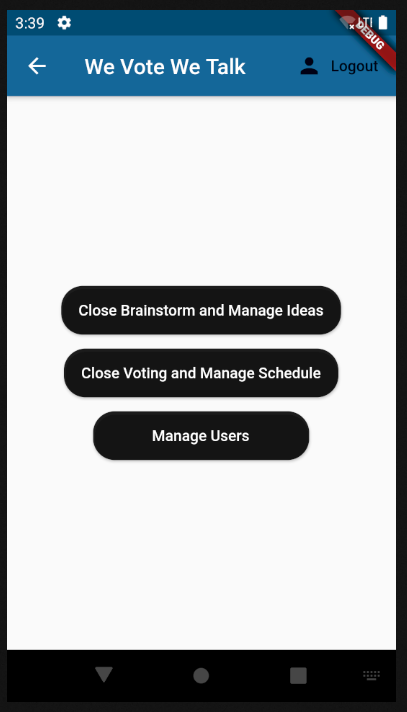 3:39
DEBUG
We Vote We Talk
Logout
Close Brainstorm and Manage Ideas
Close Voting and Manage Schedule
Manage Users